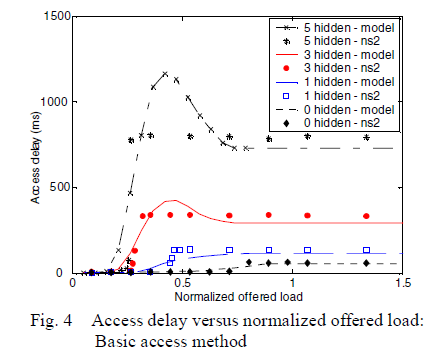 1500
1000
500
0
Access delay (ms)
5 hidden - model
5 hidden - ns2
3 hidden - model
3 hidden - ns2
1 hidden - model
1 hidden - ns2
0 hidden - model
0 hidden - ns2
0 0.5 1 1.5
Normalized offered load
Fig. 4 Access delay versus normalized offered load:
Basic access method